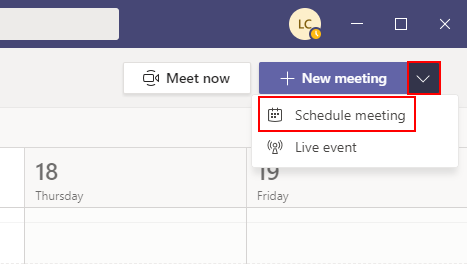 LC
Meet now
+ New meeting
Schedule meeting
Live event
18
Thursday
19
Friday